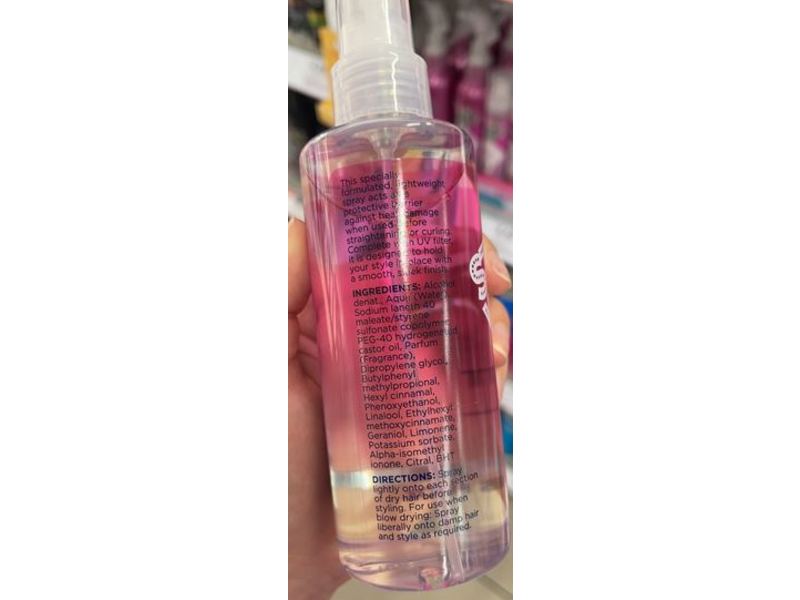 This specially
formulated, lightweight
spray acts as a
protective barrier
against heat damage
when used before
straightening or curling.
Complete with UV filter,
it is designed to hold
your style in place with
a smooth, sleek finish.
INGREDIENTS: Alcohol
denat., Aqua (Water),
Sodium laneth-40
maleate/styrene
sulfonate copolymer,
PEG-40 hydrogenated
castor oil, Parfum
(Fragrance),
Dipropylene glycol,
Butylphenyl
methylpropional,
Hexyl cinnamal,
Phenoxyethanol,
Linalool, Ethylhexyl
methoxycinnamate,
Geraniol, Limonene,
Potassium sorbate,
Alpha-isomethyl
ionone, Citral, BHT
DIRECTIONS: Spray
lightly onto each section
of dry hair before
styling. For use when
blow drying: Spray
liberally onto damp hair
and style as required.